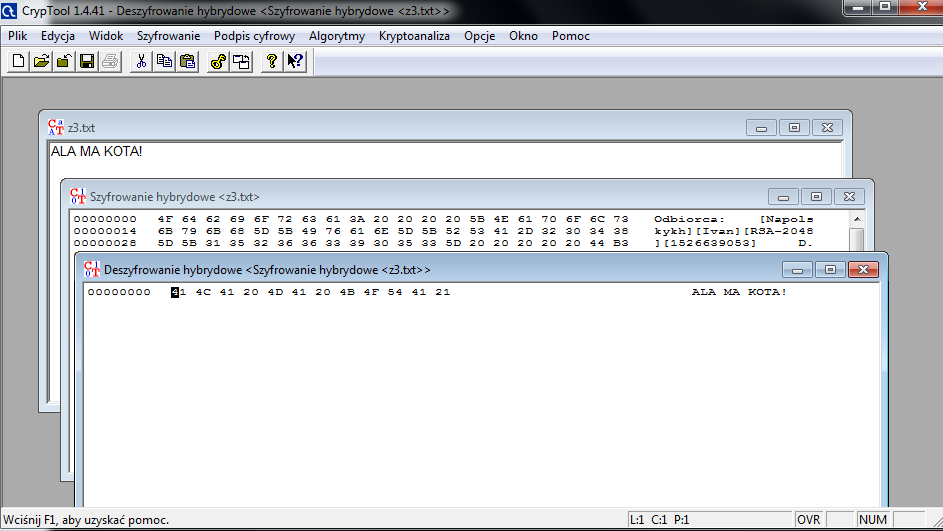 CrypTool 1.4.41 - Deszyfrowanie hybrydowe <Szyfrowanie hybrydowe <z3.txt>>
Plik Edycja Widok Szyfrowanie Podpis cyfrowy Algorytmy Kryptoanaliza Opcje Okno Pomoc
z3.txt
ALA MA KOTA!
Szyfrowanie hybrydowe <z3.txt>
00000000 4F 64 62 69 6F 72 63 61 3A 20 20 20 20 5B 4E 61 70 6F 6C 73 Odbiorca: [Napols
00000014 6B 79 6B 68 5D 5B 49 76 61 6E 5D 5B 52 53 41 2D 32 30 34 38 kykh][Ivan][RSA-2048
00000028 5D 5B 31 35 32 36 36 33 39 30 35 33 5D 20 20 20 20 20 44 B3 ][1526639053] D.
Deszyfrowanie hybrydowe <Szyfrowanie hybrydowe <z3.txt>>
00000000 41 4C 41 20 4D 41 20 4B 4F 54 41 21 ALA MA KOTA!
Wciśnij F1, aby uzyskać pomoc. L:1 C:1 P:1 OVR NUM